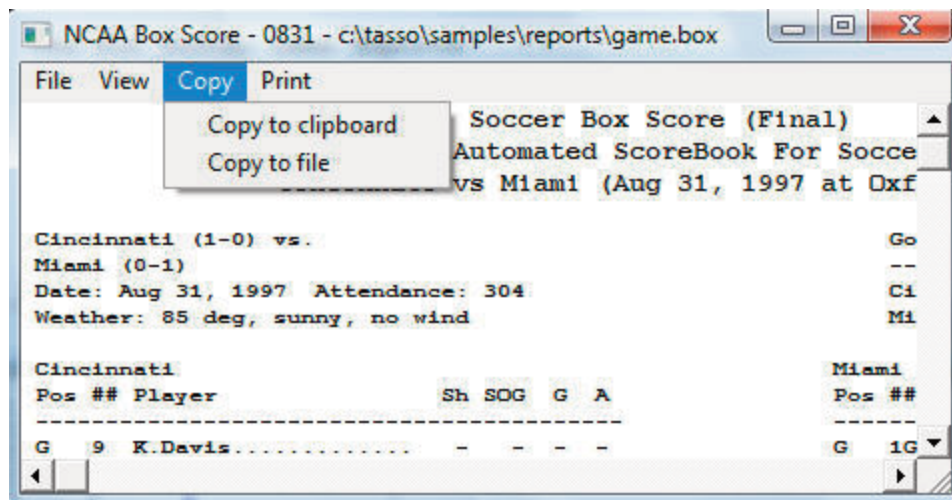 NCAA Box Score - 0831 - c:\tasso\samples\reports\game.box
File View Copy Print
Copy to clipboard
Copy to file
Soccer Box Score (Final)
Automated ScoreBook For Socce
vs Miami (Aug 31, 1997 at Oxf
Cincinnati (1-0) vs. Go
Miami (0-1) --
Date: Aug 31, 1997 Attendance: 304 Ci
Weather: 85 deg, sunny, no wind Mi
Cincinnati Miami
Pos ## Player Sh SOG G A Pos ##
------------------------------------------ ------
G 9 K.Davis............. - - - - G 1G